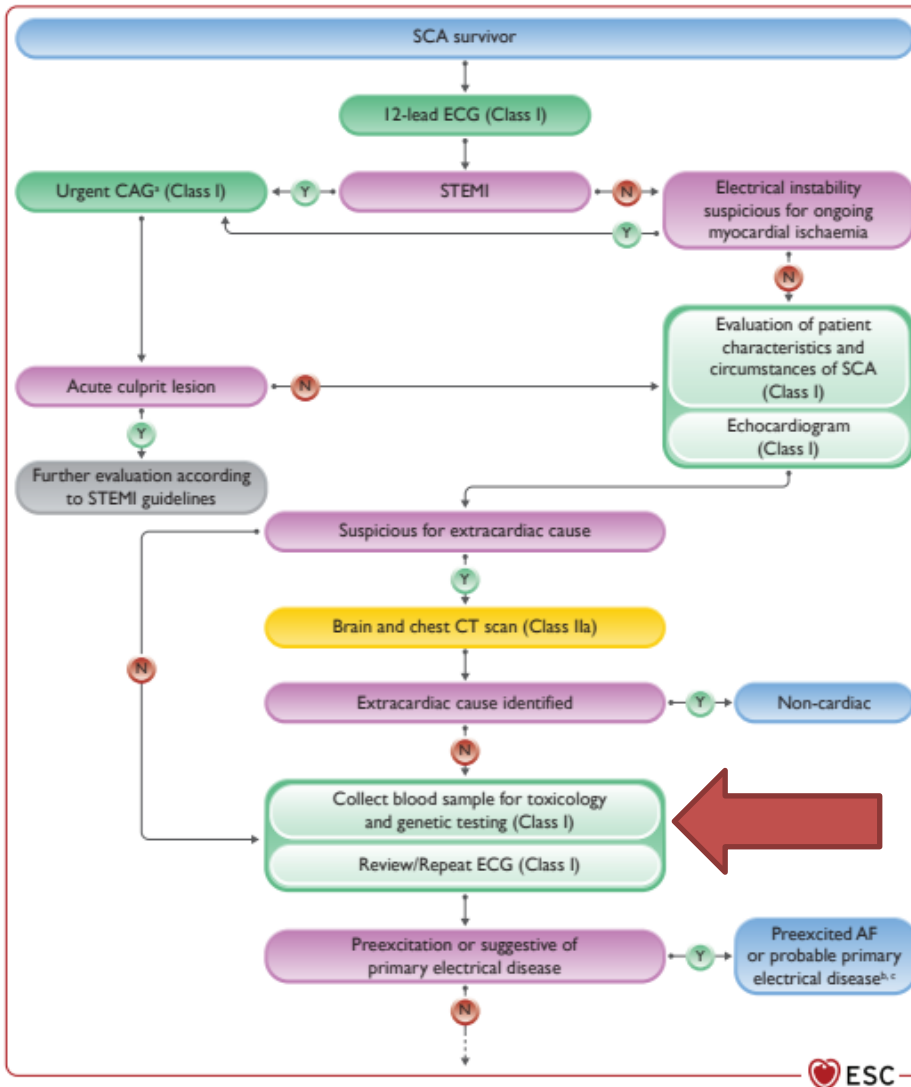 SCA survivor
12-lead ECG (Class I)
Urgent CAGᵃ (Class I)
Y
STEMI
N
Electrical instability
suspicious for ongoing
myocardial ischaemia
Y
N
Evaluation of patient
characteristics and
circumstances of SCA
(Class I)
Echocardiogram
(Class I)
Acute culprit lesion
N
Y
Further evaluation according
to STEMI guidelines
Suspicious for extracardiac cause
Y
Brain and chest CT scan (Class IIa)
N
Extracardiac cause identified
Y
Non-cardiac
N
Collect blood sample for toxicology
and genetic testing (Class I)
Review/Repeat ECG (Class I)
Preexcitation or suggestive of
primary electrical disease
Y
Preexcited AF
or probable primary
electrical diseaseᵇ, ᶜ
N
ESC